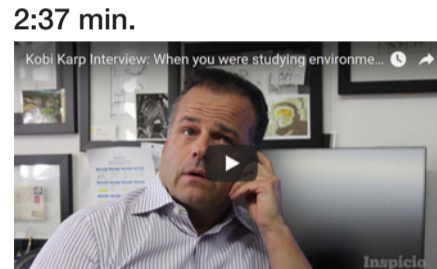 2:37 min.
Kobi Karp Interview: When you were studying environme...
Inspicio